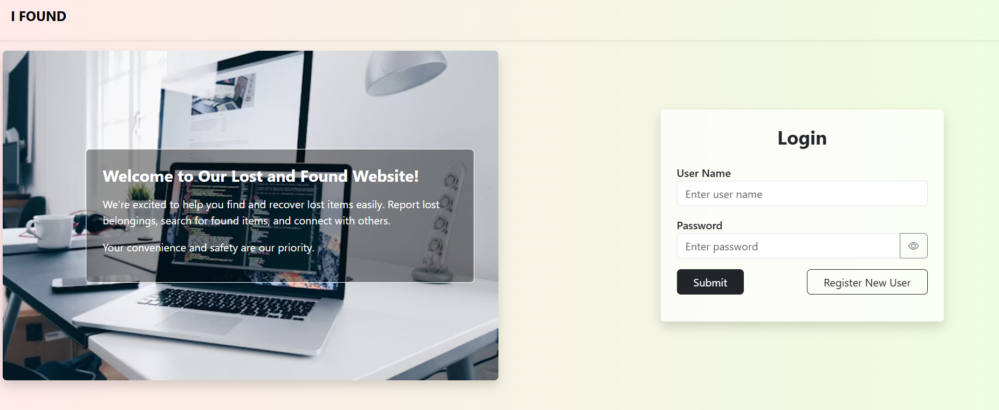 I FOUND
Welcome to Our Lost and Found Website!
We're excited to help you find and recover lost items easily. Report lost
belongings, search for found items, and connect with others.
Your convenience and safety are our priority.
Login
User Name
Enter user name
Password
Enter password
Submit
Register New User